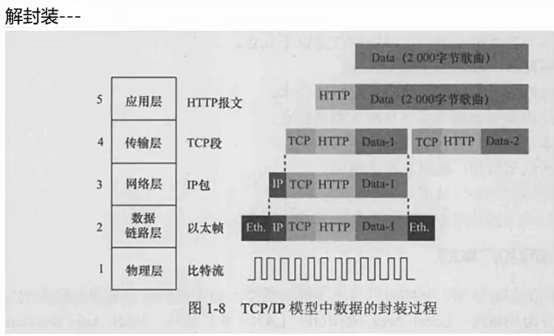 解封装---
Data (2 000字节歌曲)
5 应用层 HTTP报文 HTTP Data (2 000字节歌曲)
4 传输层 TCP段 TCP HTTP Data-1 TCP HTTP Data-2
3 网络层 IP包 IP TCP HTTP Data-1
2 数据链路层 以太帧 Eth. IP TCP HTTP Data-1 Eth.
1 物理层 比特流
图 1-8 TCP/IP 模型中数据的封装过程